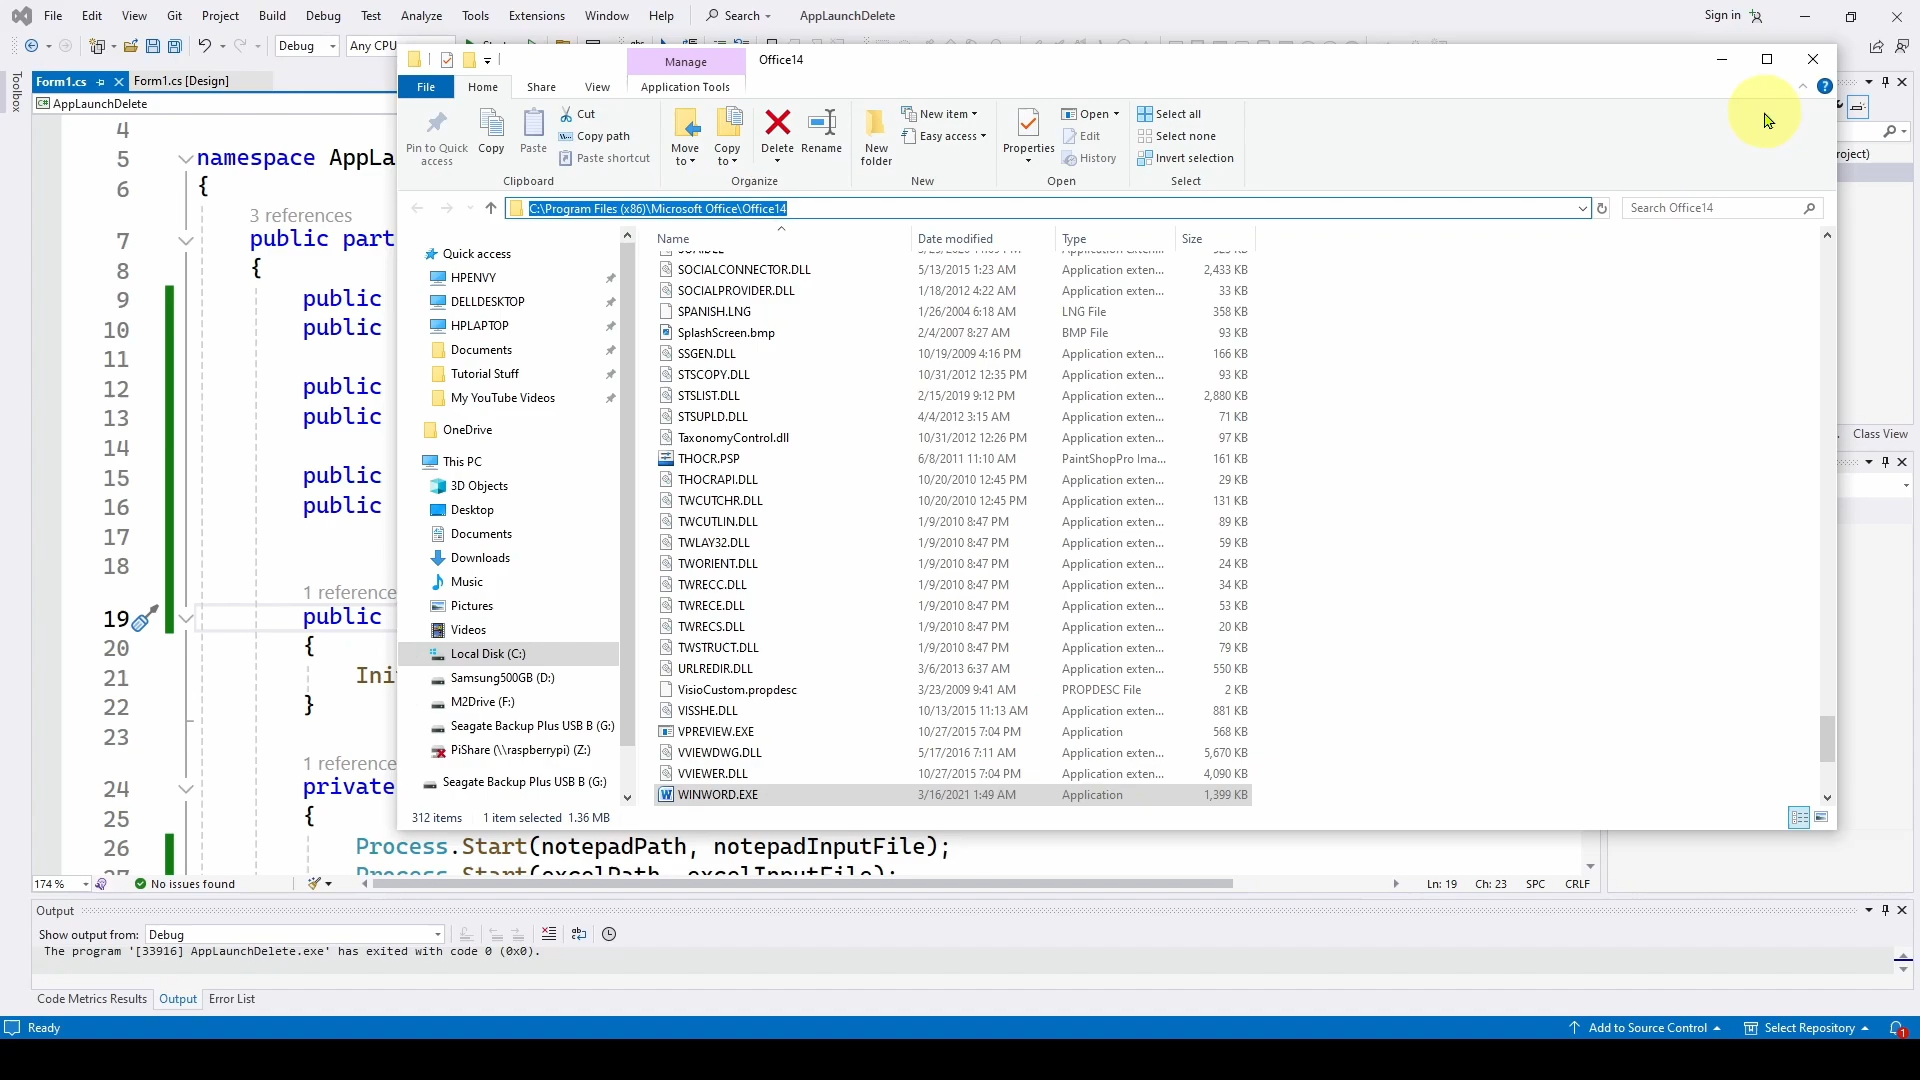 File Edit View Git Project Build Debug Test Analyze Tools Extensions Window Help Search AppLaunchDelete Sign in
Debug Any CPU
Office14
Manage
File Home Share View Application Tools
Toolbox
Form1.cs Form1.cs [Design]
C# AppLaunchDelete
Pin to Quick access
Copy
Paste
Cut
Copy path
Paste shortcut
Clipboard
Move to
Copy to
Delete
Rename
Organize
New folder
New item
Easy access
New
Properties
Open
Edit
History
Open
Select all
Select none
Invert selection
Select
C:\Program Files (x86)\Microsoft Office\Office14
Search Office14
Quick access
HPENVY
DELLDESKTOP
HPLAPTOP
Documents
Tutorial Stuff
My YouTube Videos
OneDrive
This PC
3D Objects
Desktop
Documents
Downloads
Music
Pictures
Videos
Local Disk (C:)
Samsung500GB (D:)
M2Drive (F:)
Seagate Backup Plus USB B (G:)
PiShare (\\raspberrypi) (Z:)
Seagate Backup Plus USB B (G:)
Name Date modified Type Size
SOCIALCONNECTOR.DLL 5/13/2015 1:23 AM Application exten... 2,433 KB
SOCIALPROVIDER.DLL 1/18/2012 4:22 AM Application exten... 33 KB
SPANISH.LNG 1/26/2004 6:18 AM LNG File 358 KB
SplashScreen.bmp 2/4/2007 8:27 AM BMP File 93 KB
SSGEN.DLL 10/19/2009 4:16 PM Application exten... 166 KB
STSCOPY.DLL 10/31/2012 12:35 PM Application exten... 93 KB
STSLIST.DLL 2/15/2019 9:12 PM Application exten... 2,880 KB
STSUPLD.DLL 4/4/2012 3:15 AM Application exten... 71 KB
TaxonomyControl.dll 10/31/2012 12:26 PM Application exten... 97 KB
THOCR.PSP 6/8/2011 11:10 AM PaintShopPro Ima... 161 KB
THOCRAPI.DLL 10/20/2010 12:45 PM Application exten... 29 KB
TWCUTCHR.DLL 10/20/2010 12:45 PM Application exten... 131 KB
TWCUTLIN.DLL 1/9/2010 8:47 PM Application exten... 89 KB
TWLAY32.DLL 1/9/2010 8:47 PM Application exten... 59 KB
TWORIENT.DLL 1/9/2010 8:47 PM Application exten... 24 KB
TWRECC.DLL 1/9/2010 8:47 PM Application exten... 34 KB
TWRECE.DLL 1/9/2010 8:47 PM Application exten... 53 KB
TWRECS.DLL 1/9/2010 8:47 PM Application exten... 20 KB
TWSTRUCT.DLL 1/9/2010 8:47 PM Application exten... 79 KB
URLREDIR.DLL 3/6/2013 6:37 AM Application exten... 550 KB
VisioCustom.propdesc 3/23/2009 9:41 AM PROPDESC File 2 KB
VISSHE.DLL 10/13/2015 11:13 AM Application exten... 881 KB
VPREVIEW.EXE 10/27/2015 7:04 PM Application 568 KB
VVIEWDWG.DLL 5/17/2016 7:11 AM Application exten... 5,670 KB
VVIEWER.DLL 10/27/2015 7:04 PM Application exten... 4,090 KB
WINWORD.EXE 3/16/2021 1:49 AM Application 1,399 KB
312 items 1 item selected 1.36 MB
4
5 namespace AppLa
6 {
3 references
7 public part
8 {
9 public
10 public
11
12 public
13 public
14
15 public
16 public
17
18
1 reference
19 public
20 {
21 Ini
22 }
23
1 reference
24 private
25 {
26 Process.Start(notepadPath, notepadInputFile);
27 Process.Start(excelPath, excelInputFile);
roject)
Class View
174 % No issues found Ln: 19 Ch: 23 SPC CRLF
Output
Show output from: Debug
The program '[33916] AppLaunchDelete.exe' has exited with code 0 (0x0).
Code Metrics Results Output Error List
Ready Add to Source Control Select Repository 1